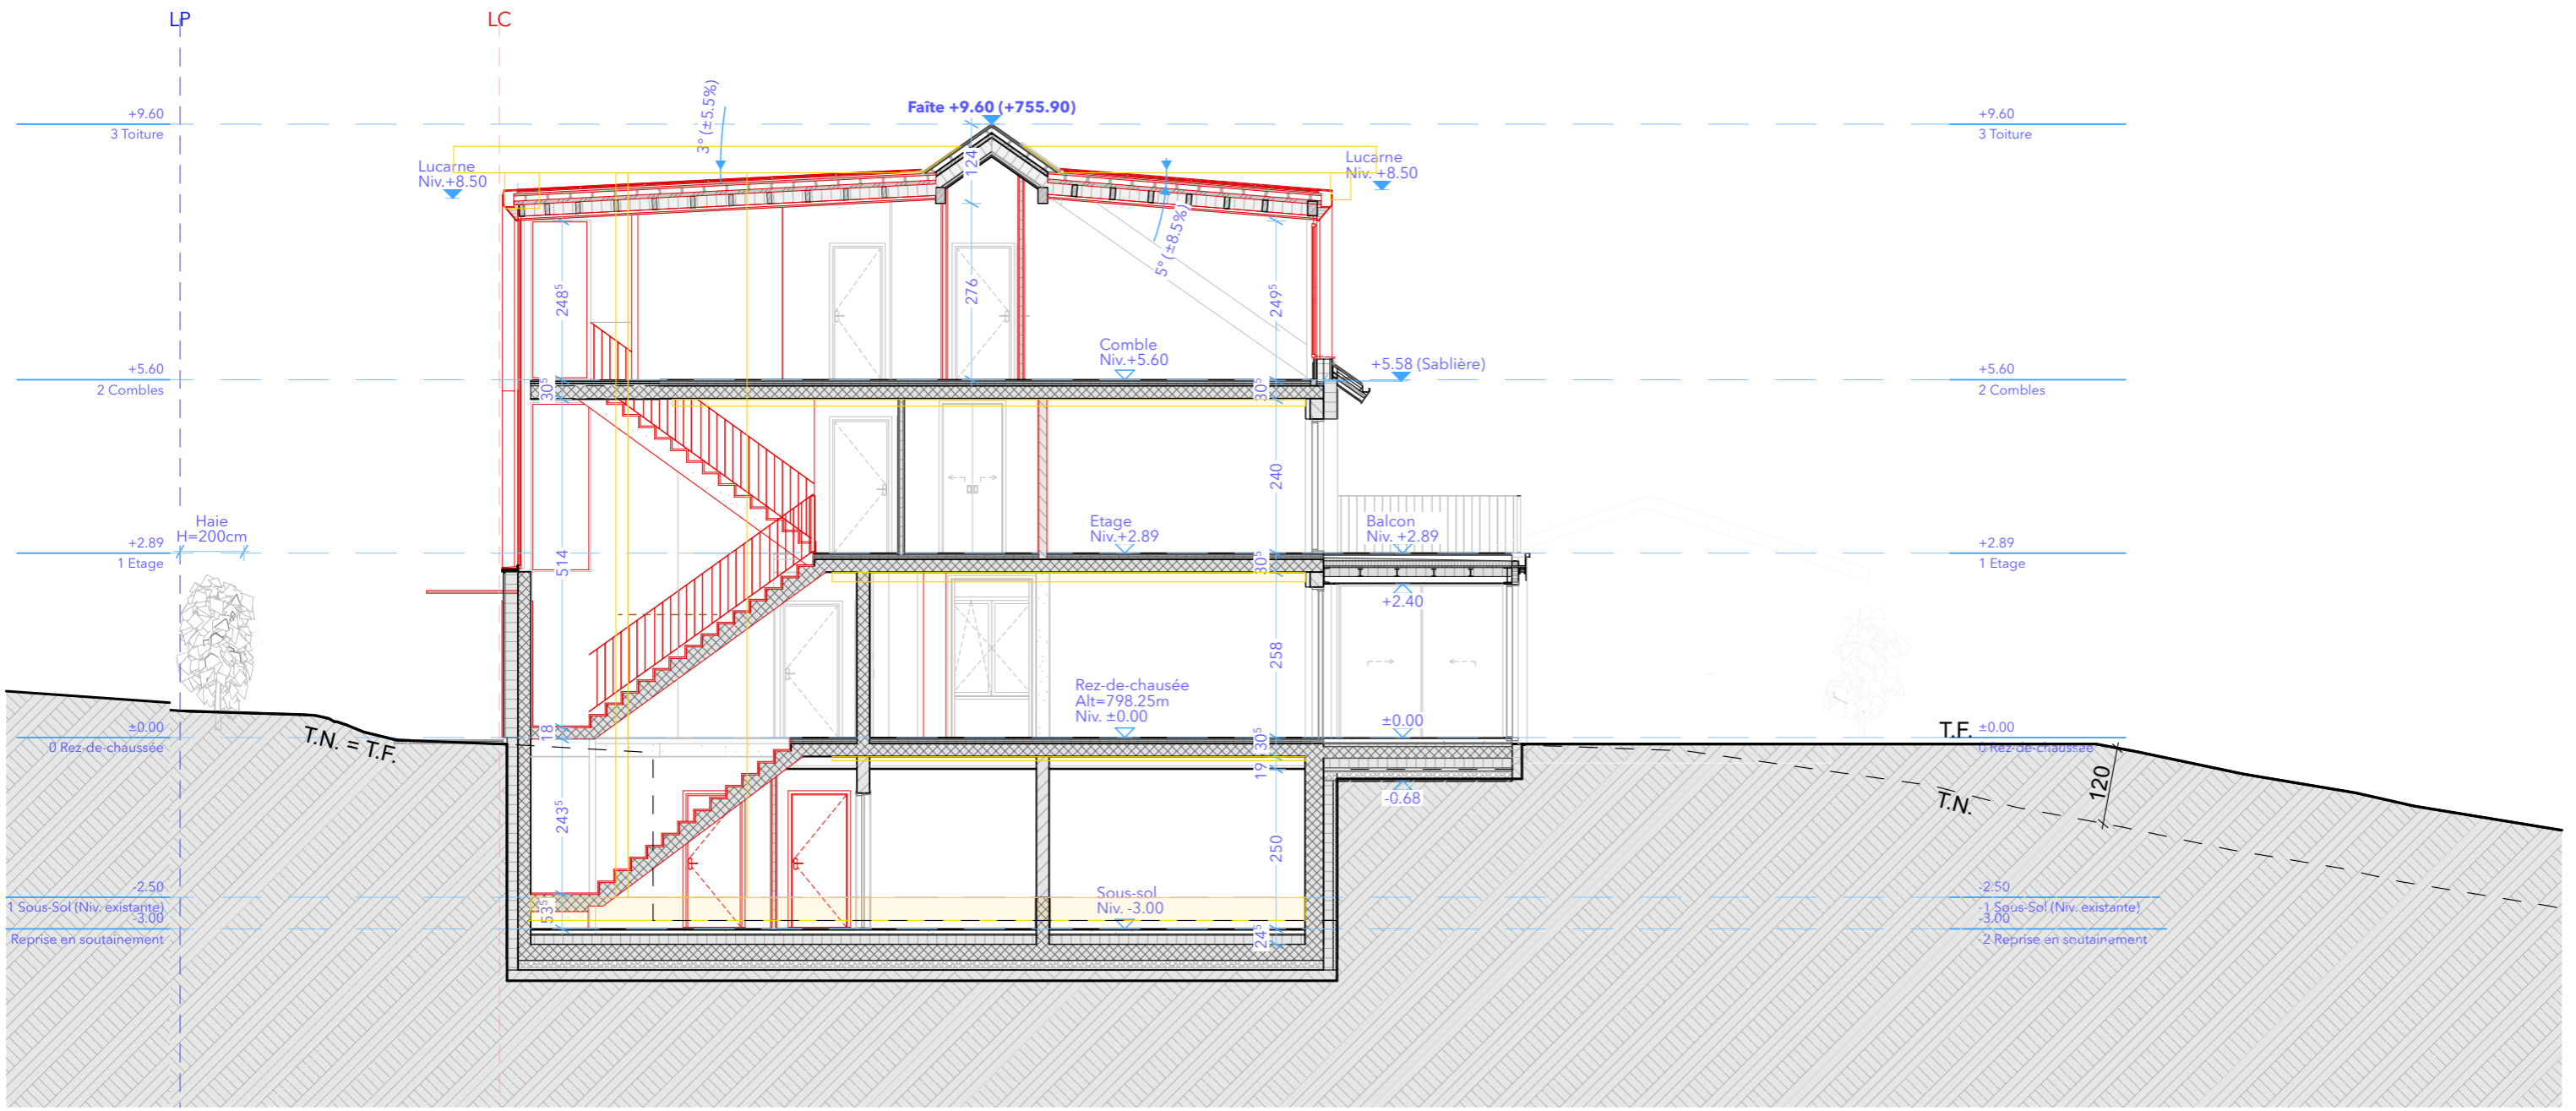 LP
LC
+9.60
3 Toiture
3° (±5.5%)
Faîte +9.60 (+755.90)
+9.60
3 Toiture
Lucarne
Niv.+8.50
124
Lucarne
Niv. +8.50
5° (±8.5%)
248⁵
276
249⁵
Comble
Niv.+5.60
+5.58 (Sablière)
+5.60
2 Combles
30⁵
30⁵
+5.60
2 Combles
240
Haie
H=200cm
Etage
Niv.+2.89
Balcon
Niv. +2.89
+2.89
1 Etage
514
30⁵
+2.89
1 Etage
+2.40
258
Rez-de-chausée
Alt=798.25m
Niv. ±0.00
±0.00
±0.00
0 Rez-de-chaussée
T.N. = T.F.
18
30⁵
T.F.
±0.00
0 Rez-de-chaussée
19
-0.68
120
T.N.
243⁵
250
-2.50
1 Sous-Sol (Niv. existante)
-3.00
Reprise en soutainement
53⁵
Sous-sol
Niv. -3.00
24⁵
-2.50
-1 Sous-Sol (Niv. existante)
-3.00
-2 Reprise en soutainement